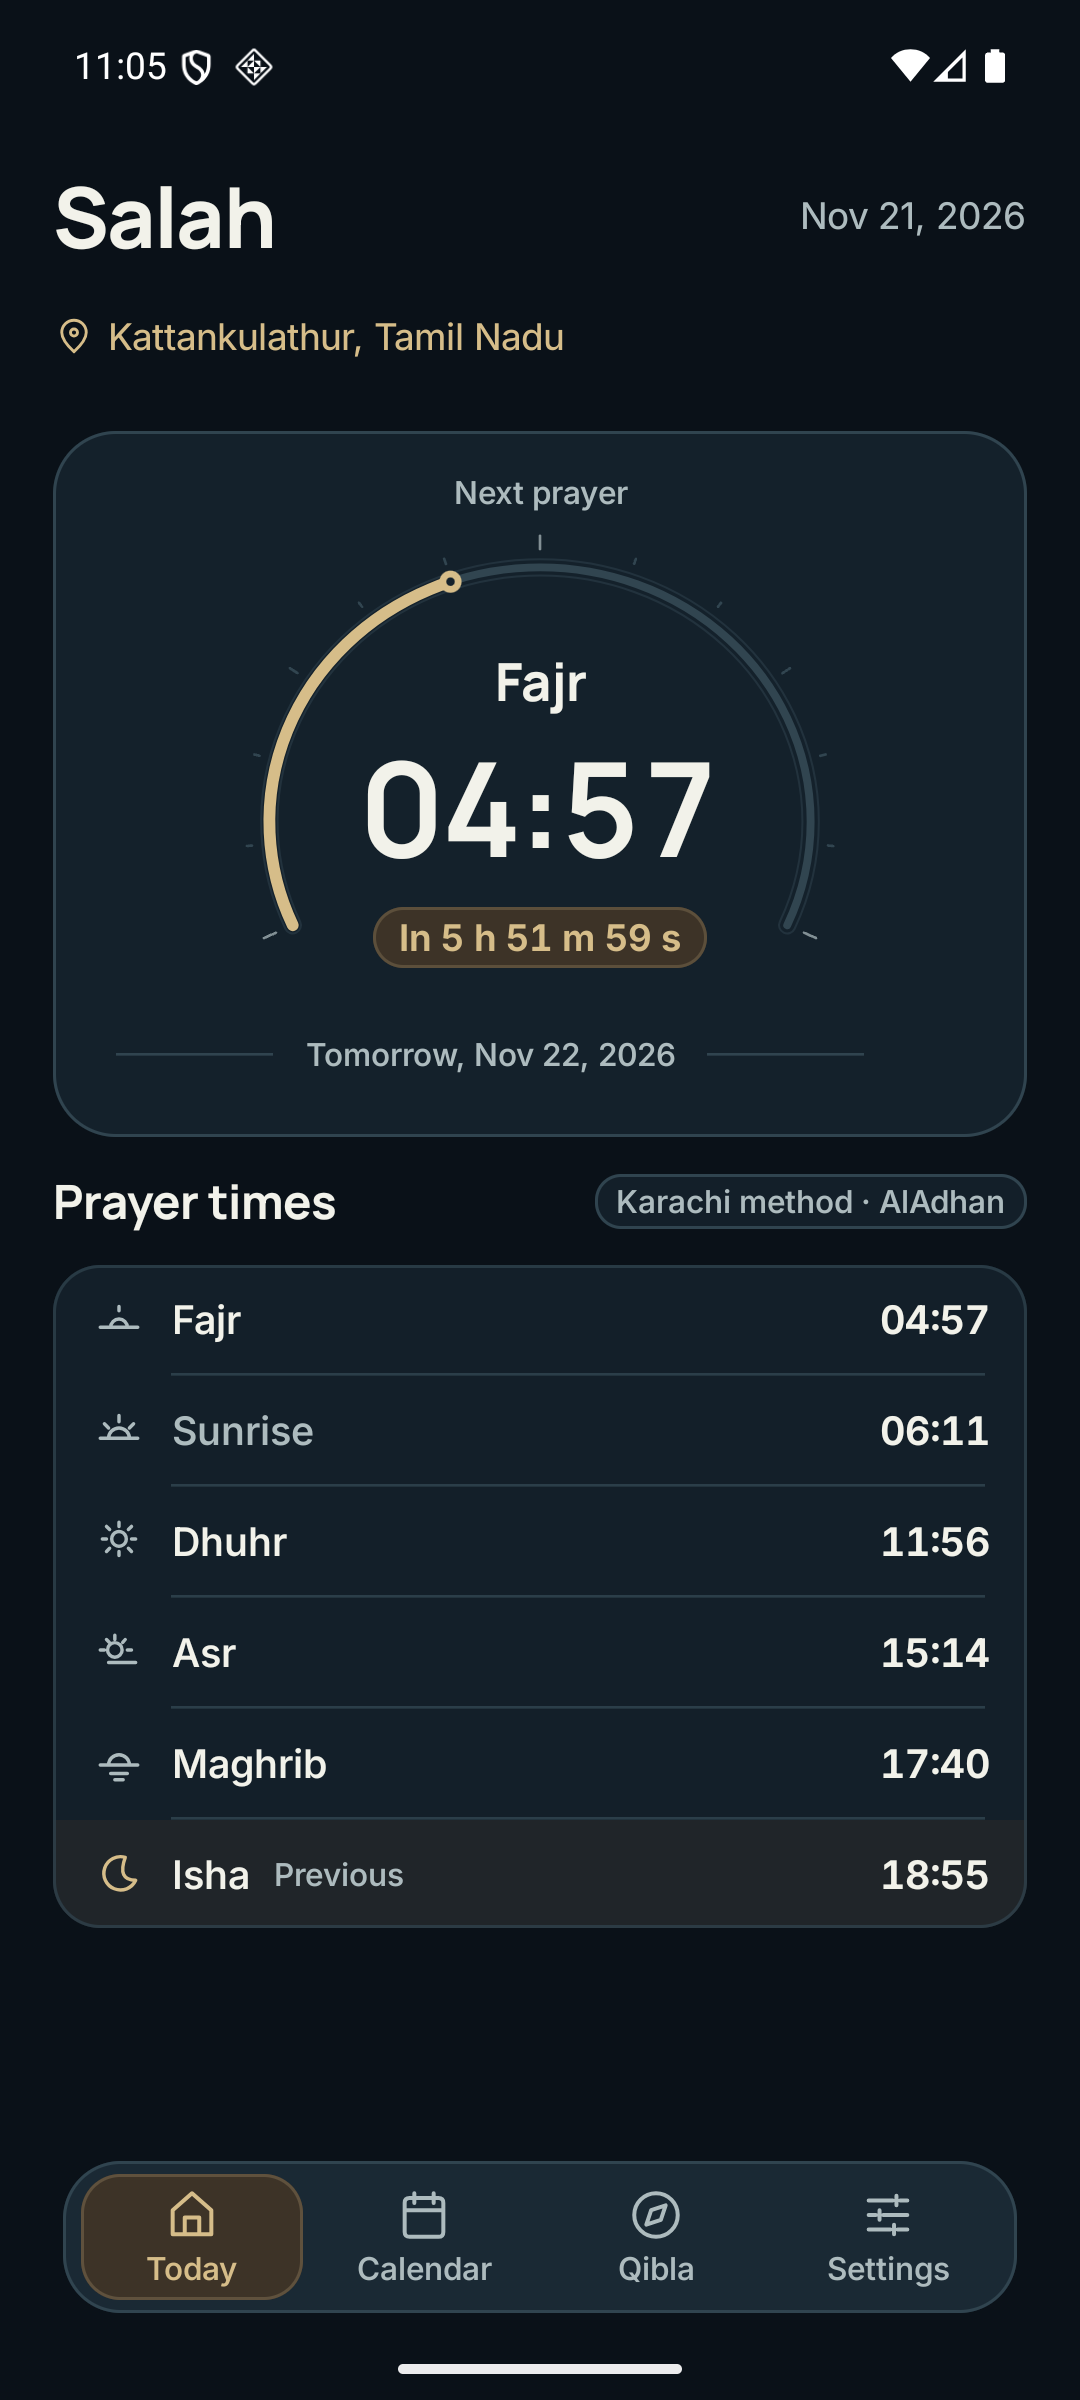 11:05
Salah
Nov 21, 2026
Kattankulathur, Tamil Nadu
Next prayer
Fajr
04:57
In 5 h 51 m 59 s
Tomorrow, Nov 22, 2026
Prayer times
Karachi method · AlAdhan
Fajr 04:57
Sunrise 06:11
Dhuhr 11:56
Asr 15:14
Maghrib 17:40
Isha Previous 18:55
Today Calendar Qibla Settings